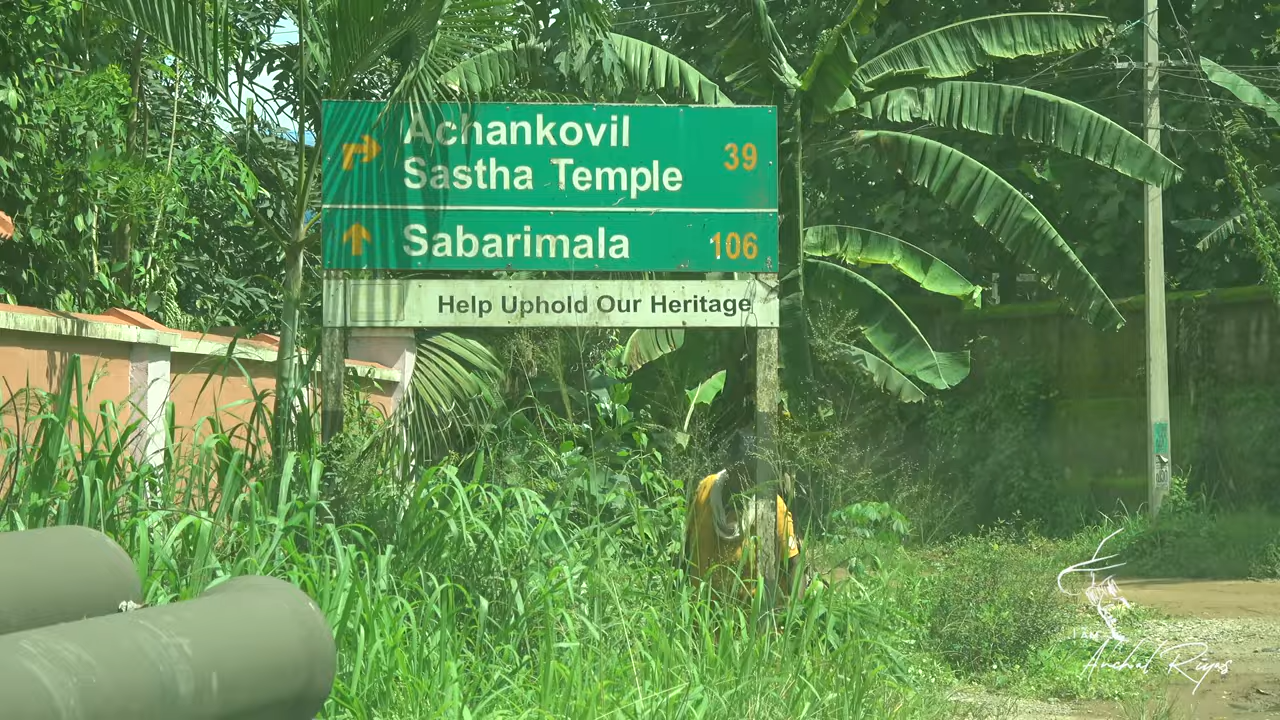 Achankovil
Sastha Temple
39
Sabarimala
106
Help Uphold Our Heritage